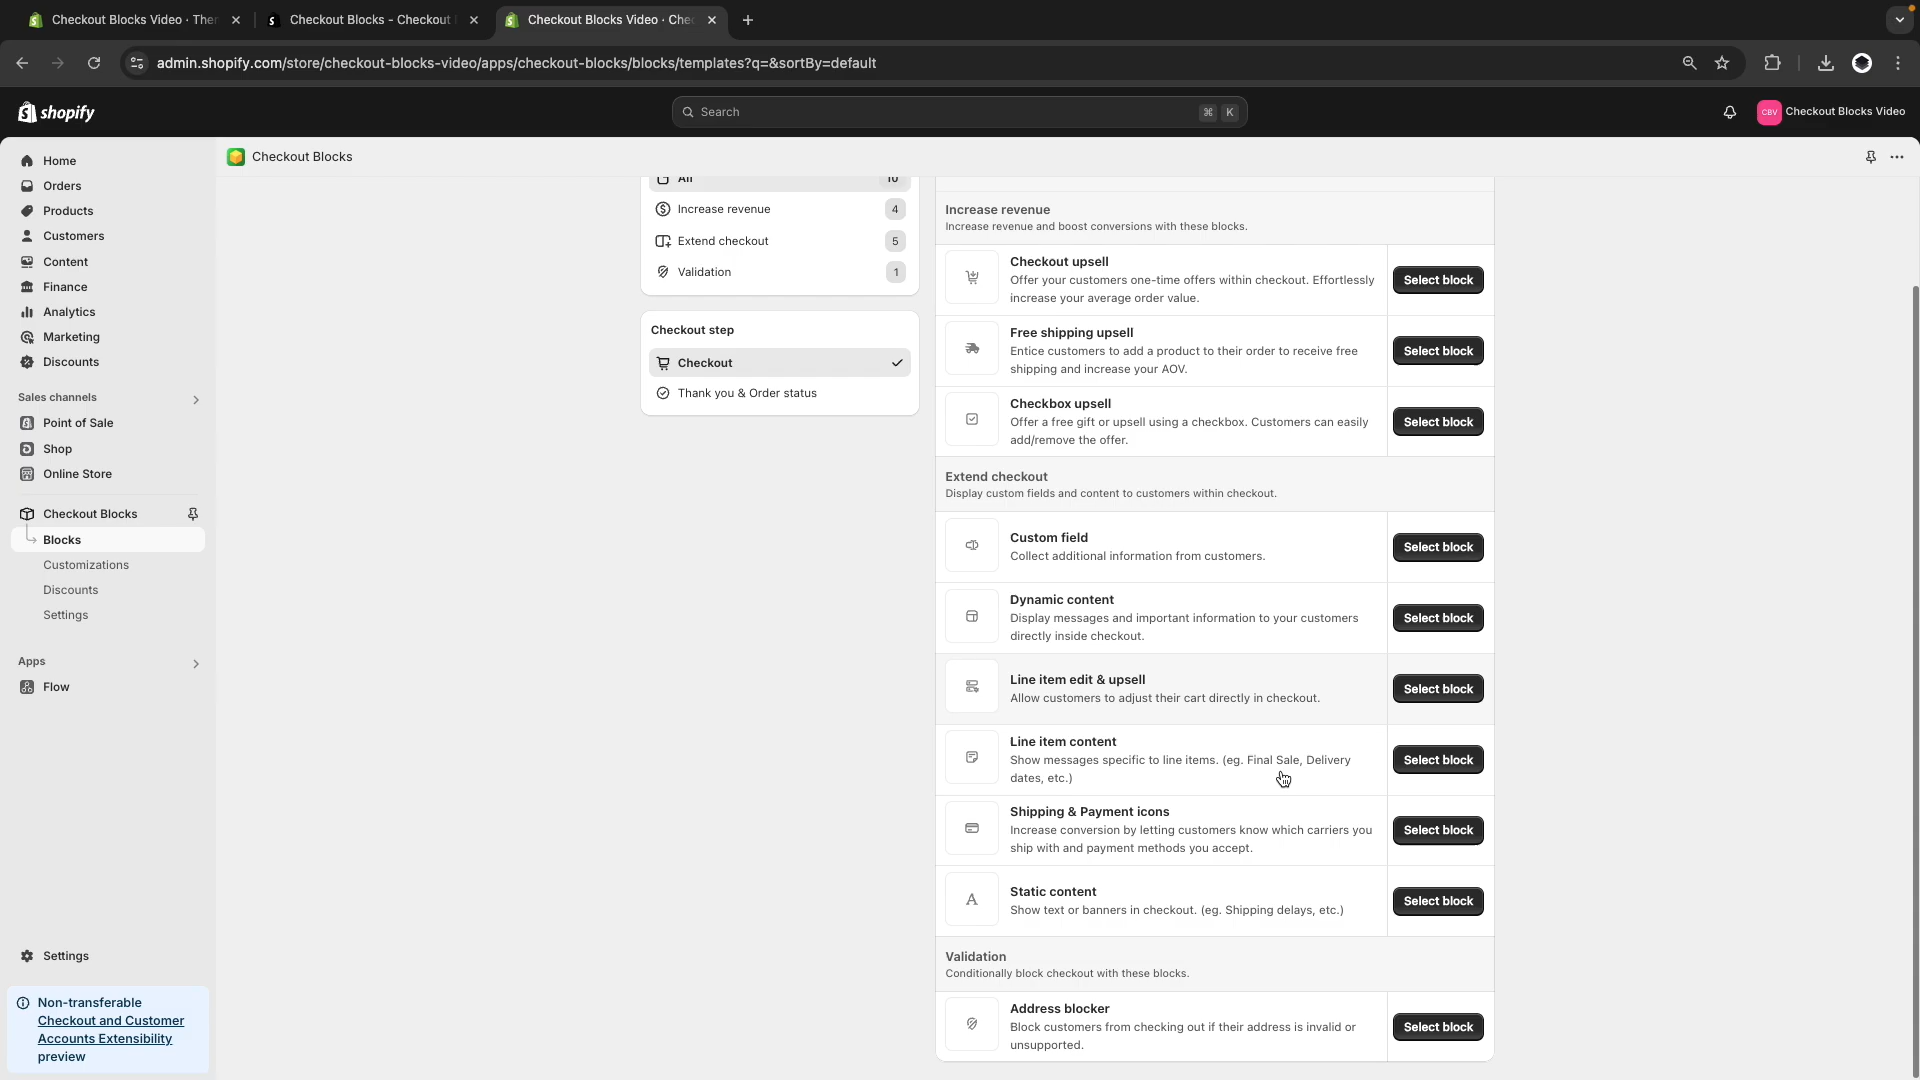 Checkout Blocks Video · Ther
Checkout Blocks - Checkout
Checkout Blocks Video · Chec
admin.shopify.com/store/checkout-blocks-video/apps/checkout-blocks/blocks/templates?q=&sortBy=default
shopify
Search
⌘ K
CBV
Checkout Blocks Video
Home
Orders
Products
Customers
Content
Finance
Analytics
Marketing
Discounts
Sales channels
Point of Sale
Shop
Online Store
Checkout Blocks
Blocks
Customizations
Discounts
Settings
Apps
Flow
Settings
Non-transferable
Checkout and Customer
Accounts Extensibility
preview
Checkout Blocks
All 10
Increase revenue 4
Extend checkout 5
Validation 1
Checkout step
Checkout
Thank you & Order status
Increase revenue
Increase revenue and boost conversions with these blocks.
Checkout upsell
Offer your customers one-time offers within checkout. Effortlessly
increase your average order value.
Select block
Free shipping upsell
Entice customers to add a product to their order to receive free
shipping and increase your AOV.
Select block
Checkbox upsell
Offer a free gift or upsell using a checkbox. Customers can easily
add/remove the offer.
Select block
Extend checkout
Display custom fields and content to customers within checkout.
Custom field
Collect additional information from customers.
Select block
Dynamic content
Display messages and important information to your customers
directly inside checkout.
Select block
Line item edit & upsell
Allow customers to adjust their cart directly in checkout.
Select block
Line item content
Show messages specific to line items. (eg. Final Sale, Delivery
dates, etc.)
Select block
Shipping & Payment icons
Increase conversion by letting customers know which carriers you
ship with and payment methods you accept.
Select block
Static content
Show text or banners in checkout. (eg. Shipping delays, etc.)
Select block
Validation
Conditionally block checkout with these blocks.
Address blocker
Block customers from checking out if their address is invalid or
unsupported.
Select block